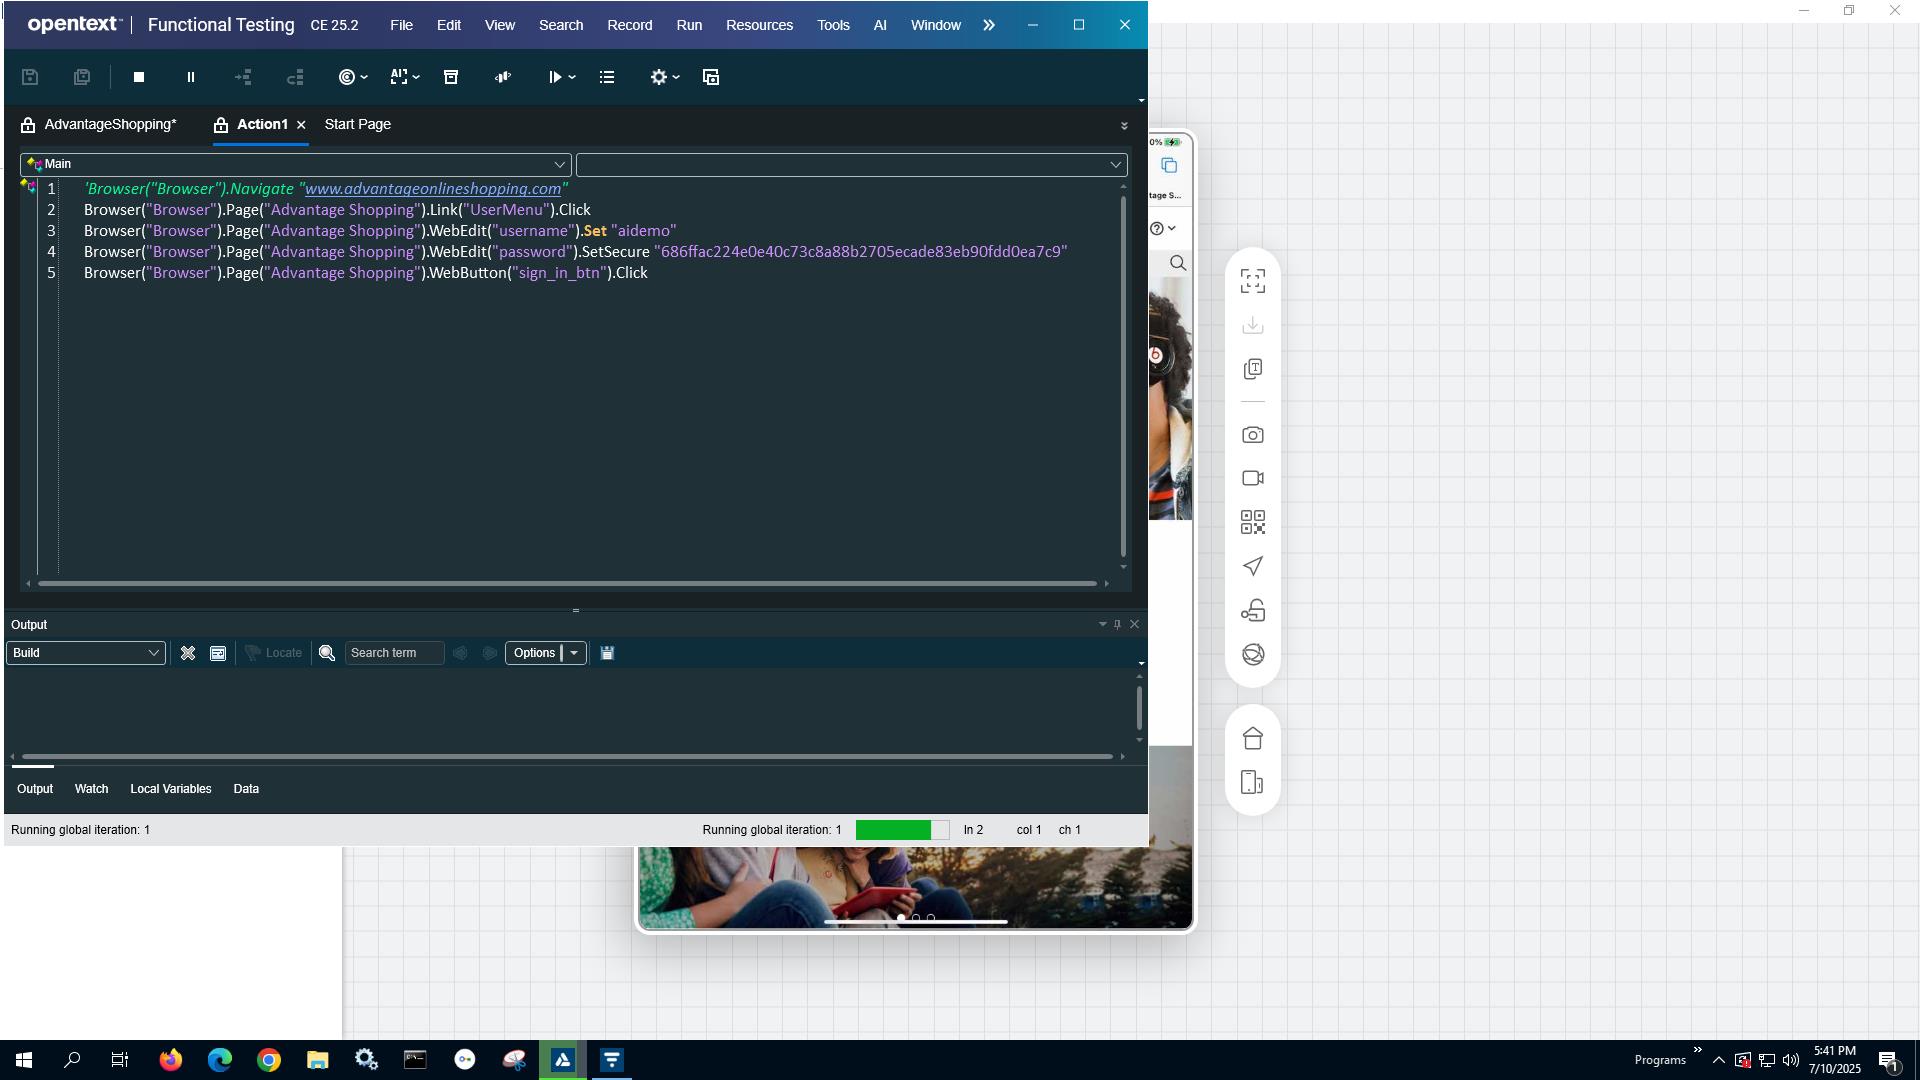 opentext™ | Functional Testing CE 25.2 File Edit View Search Record Run Resources Tools AI Window »
AdvantageShopping* Action1 Start Page
Main
1 'Browser("Browser").Navigate "www.advantageonlineshopping.com"
2 Browser("Browser").Page("Advantage Shopping").Link("UserMenu").Click
3 Browser("Browser").Page("Advantage Shopping").WebEdit("username").Set "aidemo"
4 Browser("Browser").Page("Advantage Shopping").WebEdit("password").SetSecure "686ffac224e0e40c73c8a88b2705ecade83eb90fdd0ea7c9"
5 Browser("Browser").Page("Advantage Shopping").WebButton("sign_in_btn").Click
Output
Build Locate Search term Options
Output Watch Local Variables Data
Running global iteration: 1 Running global iteration: 1 ln 2 col 1 ch 1
0%
tage S...
Programs » 5:41 PM
7/10/2025
1